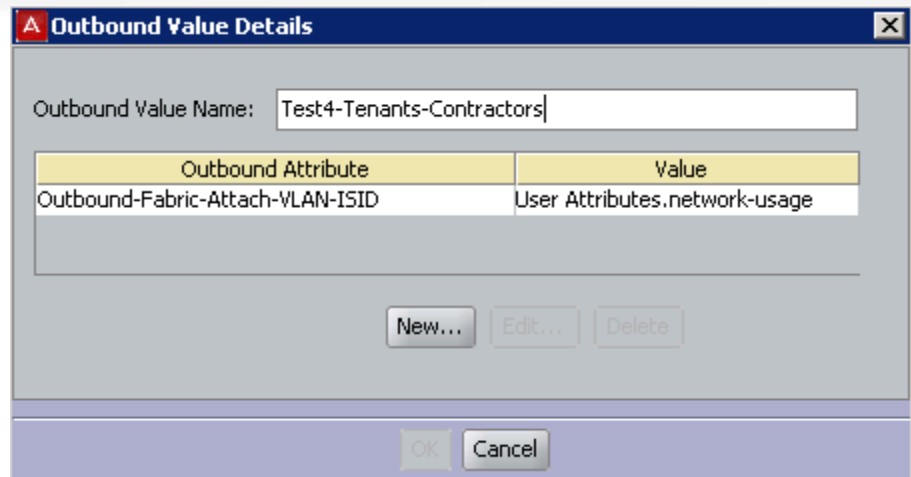 A Outbound Value Details
Outbound Value Name: Test4-Tenants-Contractors
Outbound Attribute Value
Outbound-Fabric-Attach-VLAN-ISID User Attributes.network-usage
New... Edit... Delete
OK Cancel